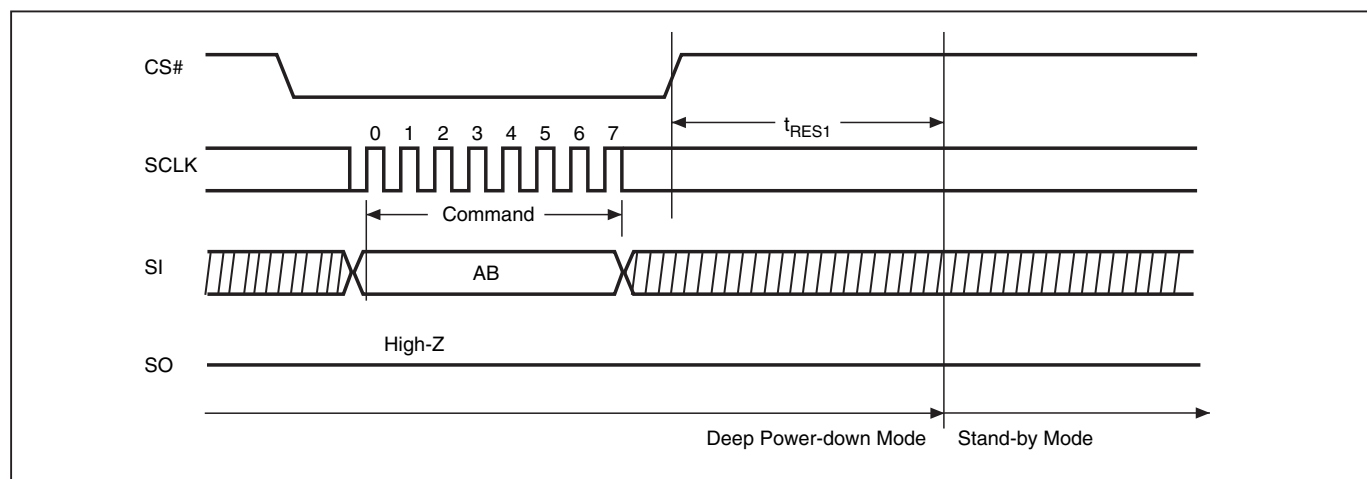 CS#
tRES1
0 1 2 3 4 5 6 7
SCLK
Command
SI
AB
High-Z
SO
Deep Power-down Mode
Stand-by Mode